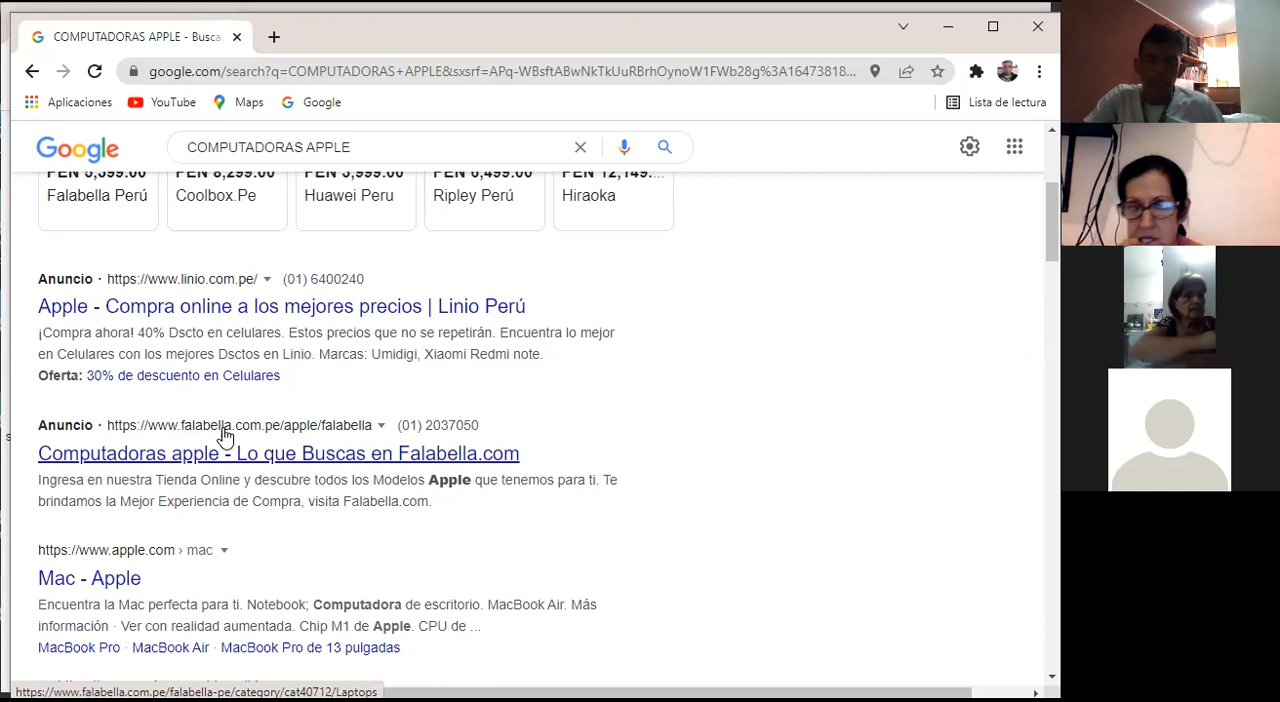 COMPUTADORAS APPLE - Busca
google.com/search?q=COMPUTADORAS+APPLE&sxsrf=APq-WBsftABwNkTkUuRBrhOynoW1FWb28g%3A16473818...
Aplicaciones YouTube Maps Google Lista de lectura
Google COMPUTADORAS APPLE
PEN 5,399.00 PEN 8,299.00 PEN 3,999.00 PEN 6,499.00 PEN 12,149....
Falabella Perú Coolbox.Pe Huawei Peru Ripley Perú Hiraoka
Anuncio · https://www.linio.com.pe/ (01) 6400240
Apple - Compra online a los mejores precios | Linio Perú
¡Compra ahora! 40% Dscto en celulares. Estos precios que no se repetirán. Encuentra lo mejor
en Celulares con los mejores Dsctos en Linio. Marcas: Umidigi, Xiaomi Redmi note.
Oferta: 30% de descuento en Celulares
Anuncio · https://www.falabella.com.pe/apple/falabella (01) 2037050
Computadoras apple - Lo que Buscas en Falabella.com
Ingresa en nuestra Tienda Online y descubre todos los Modelos Apple que tenemos para ti. Te
brindamos la Mejor Experiencia de Compra, visita Falabella.com.
https://www.apple.com › mac
Mac - Apple
Encuentra la Mac perfecta para ti. Notebook; Computadora de escritorio. MacBook Air. Más
información · Ver con realidad aumentada. Chip M1 de Apple. CPU de ...
MacBook Pro · MacBook Air · MacBook Pro de 13 pulgadas
https://www.falabella.com.pe/falabella-pe/category/cat40712/Laptops